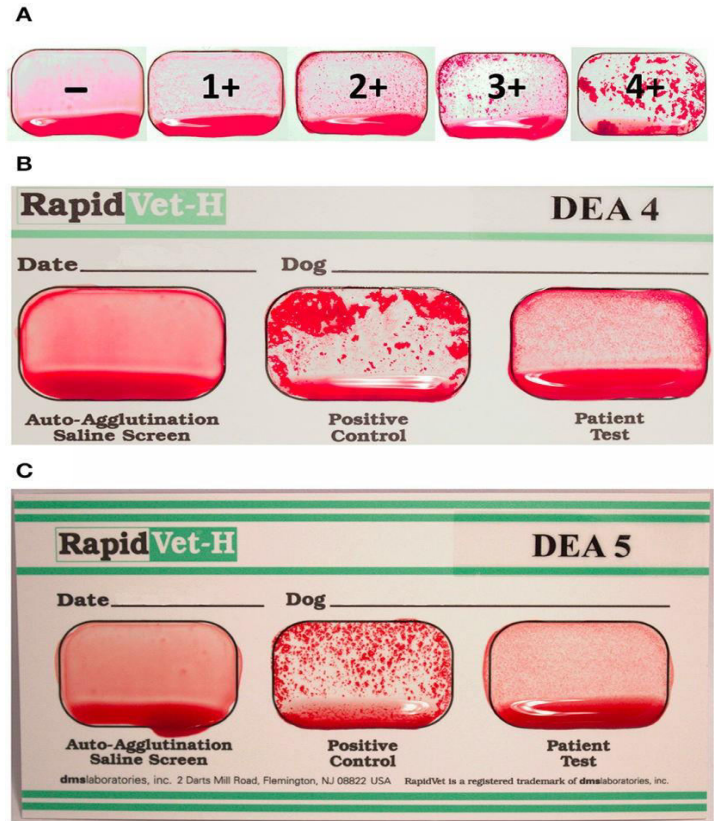 A
– 1+ 2+ 3+ 4+
B
RapidVet-H DEA 4
Date Dog
Auto-Agglutination Saline Screen
Positive Control
Patient Test
C
RapidVet-H DEA 5
Date Dog
Auto-Agglutination Saline Screen
Positive Control
Patient Test
dmslaboratories, inc. 2 Darts Mill Road, Flemington, NJ 08822 USA RapidVet is a registered trademark of dmslaboratories, inc.